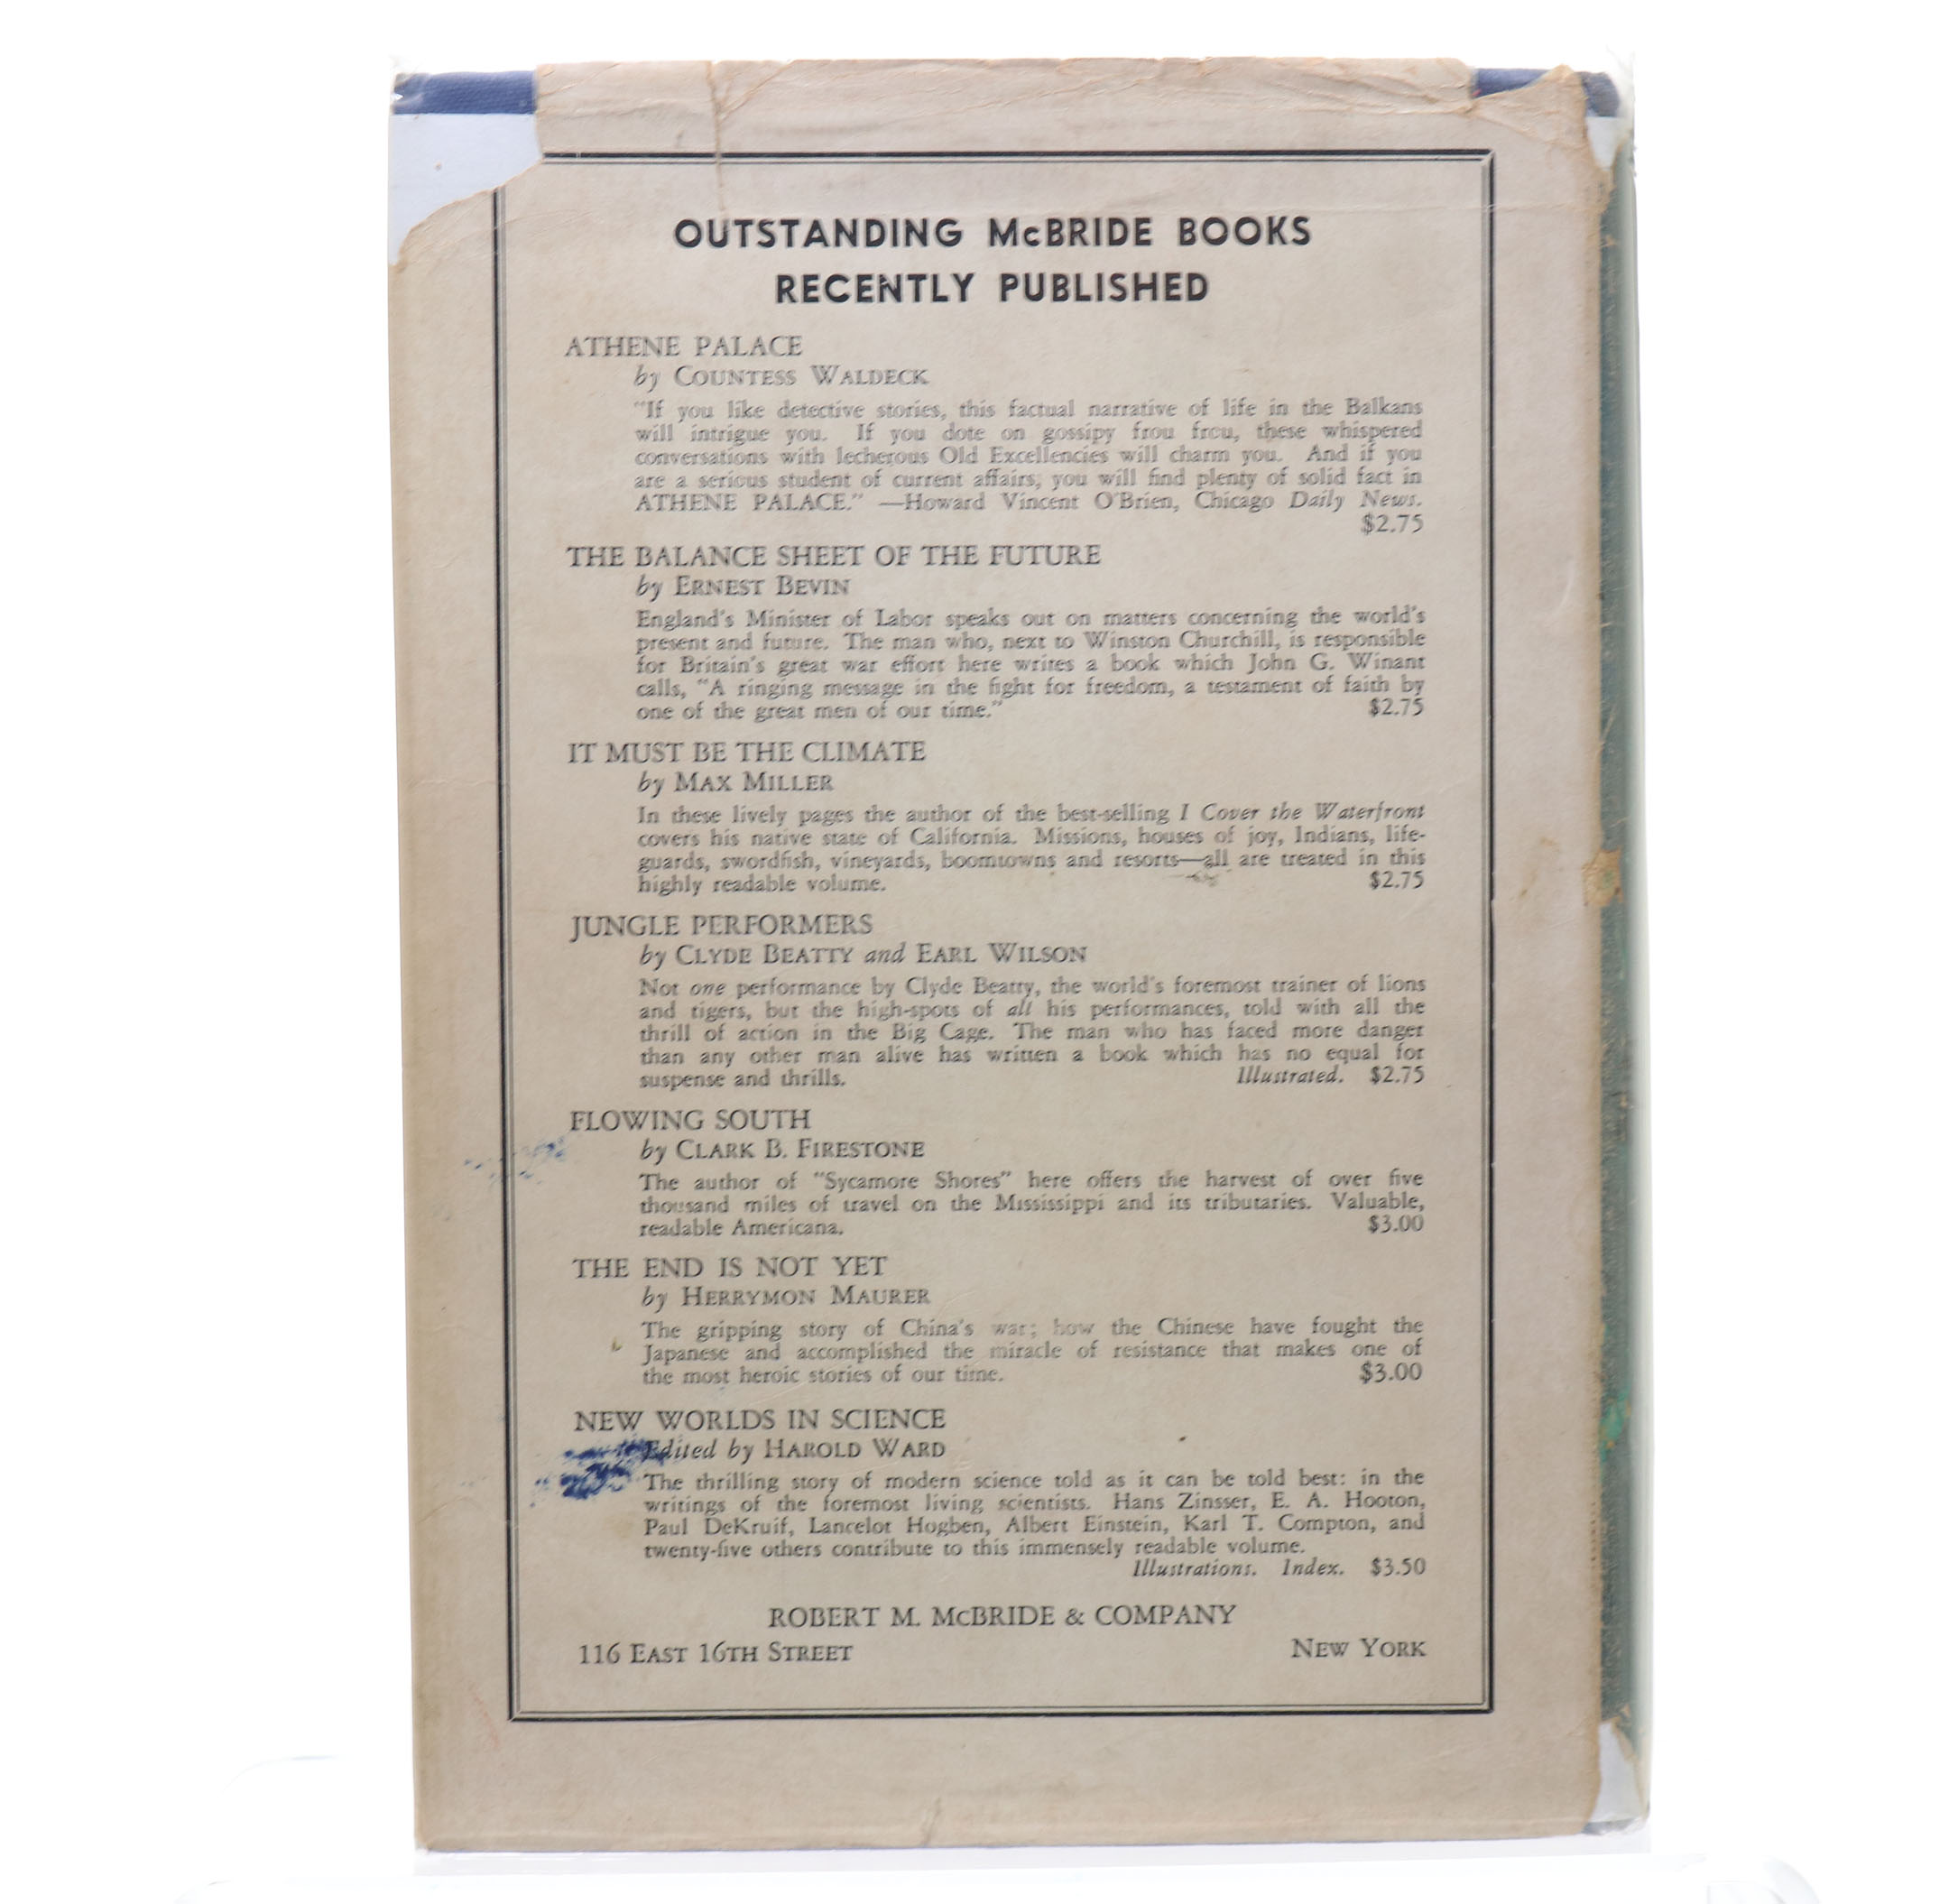 OUTSTANDING McBRIDE BOOKS
RECENTLY PUBLISHED
ATHENE PALACE
by COUNTESS WALDECK
"If you like detective stories, this factual narrative of life in the Balkans
will intrigue you. If you dote on gossipy frou frou, these whispered
conversations with lecherous Old Excellencies will charm you. And if you
are a serious student of current affairs, you will find plenty of solid fact in
ATHENE PALACE." —Howard Vincent O'Brien, Chicago Daily News.
$2.75
THE BALANCE SHEET OF THE FUTURE
by ERNEST BEVIN
England's Minister of Labor speaks out on matters concerning the world's
present and future. The man who, next to Winston Churchill, is responsible
for Britain's great war effort here writes a book which John G. Winant
calls, "A ringing message in the fight for freedom, a testament of faith by
one of the great men of our time." $2.75
IT MUST BE THE CLIMATE
by MAX MILLER
In these lively pages the author of the best-selling I Cover the Waterfront
covers his native state of California. Missions, houses of joy, Indians, life-
guards, swordfish, vineyards, boomtowns and resorts—all are treated in this
highly readable volume. $2.75
JUNGLE PERFORMERS
by CLYDE BEATTY and EARL WILSON
Not one performance by Clyde Beatty, the world's foremost trainer of lions
and tigers, but the high-spots of all his performances, told with all the
thrill of action in the Big Cage. The man who has faced more danger
than any other man alive has written a book which has no equal for
suspense and thrills. Illustrated. $2.75
FLOWING SOUTH
by CLARK B. FIRESTONE
The author of "Sycamore Shores" here offers the harvest of over five
thousand miles of travel on the Mississippi and its tributaries. Valuable,
readable Americana. $3.00
THE END IS NOT YET
by HERRYMON MAURER
The gripping story of China's war; how the Chinese have fought the
Japanese and accomplished the miracle of resistance that makes one of
the most heroic stories of our time. $3.00
NEW WORLDS IN SCIENCE
Edited by HAROLD WARD
The thrilling story of modern science told as it can be told best: in the
writings of the foremost living scientists. Hans Zinsser, E. A. Hooton,
Paul DeKruif, Lancelot Hogben, Albert Einstein, Karl T. Compton, and
twenty-five others contribute to this immensely readable volume.
Illustrations. Index. $3.50
ROBERT M. McBRIDE & COMPANY
116 EAST 16TH STREET NEW YORK